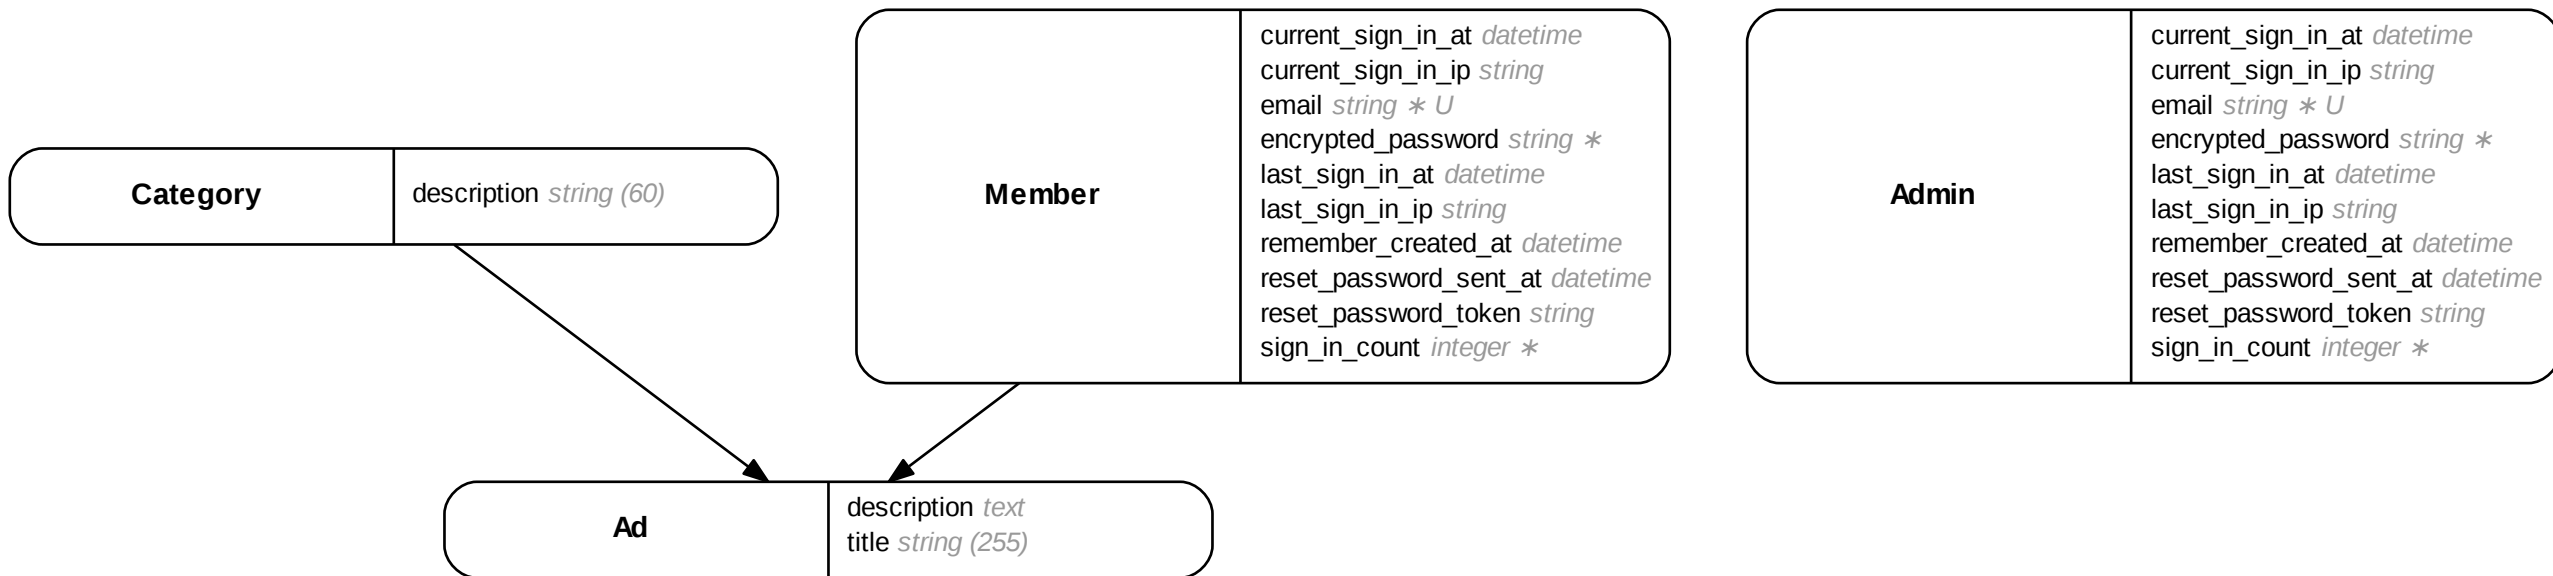 Category
description string (60)
Member
current_sign_in_at datetime
current_sign_in_ip string
email string ∗ U
encrypted_password string ∗
last_sign_in_at datetime
last_sign_in_ip string
remember_created_at datetime
reset_password_sent_at datetime
reset_password_token string
sign_in_count integer ∗
Admin
current_sign_in_at datetime
current_sign_in_ip string
email string ∗ U
encrypted_password string ∗
last_sign_in_at datetime
last_sign_in_ip string
remember_created_at datetime
reset_password_sent_at datetime
reset_password_token string
sign_in_count integer ∗
Ad
description text
title string (255)